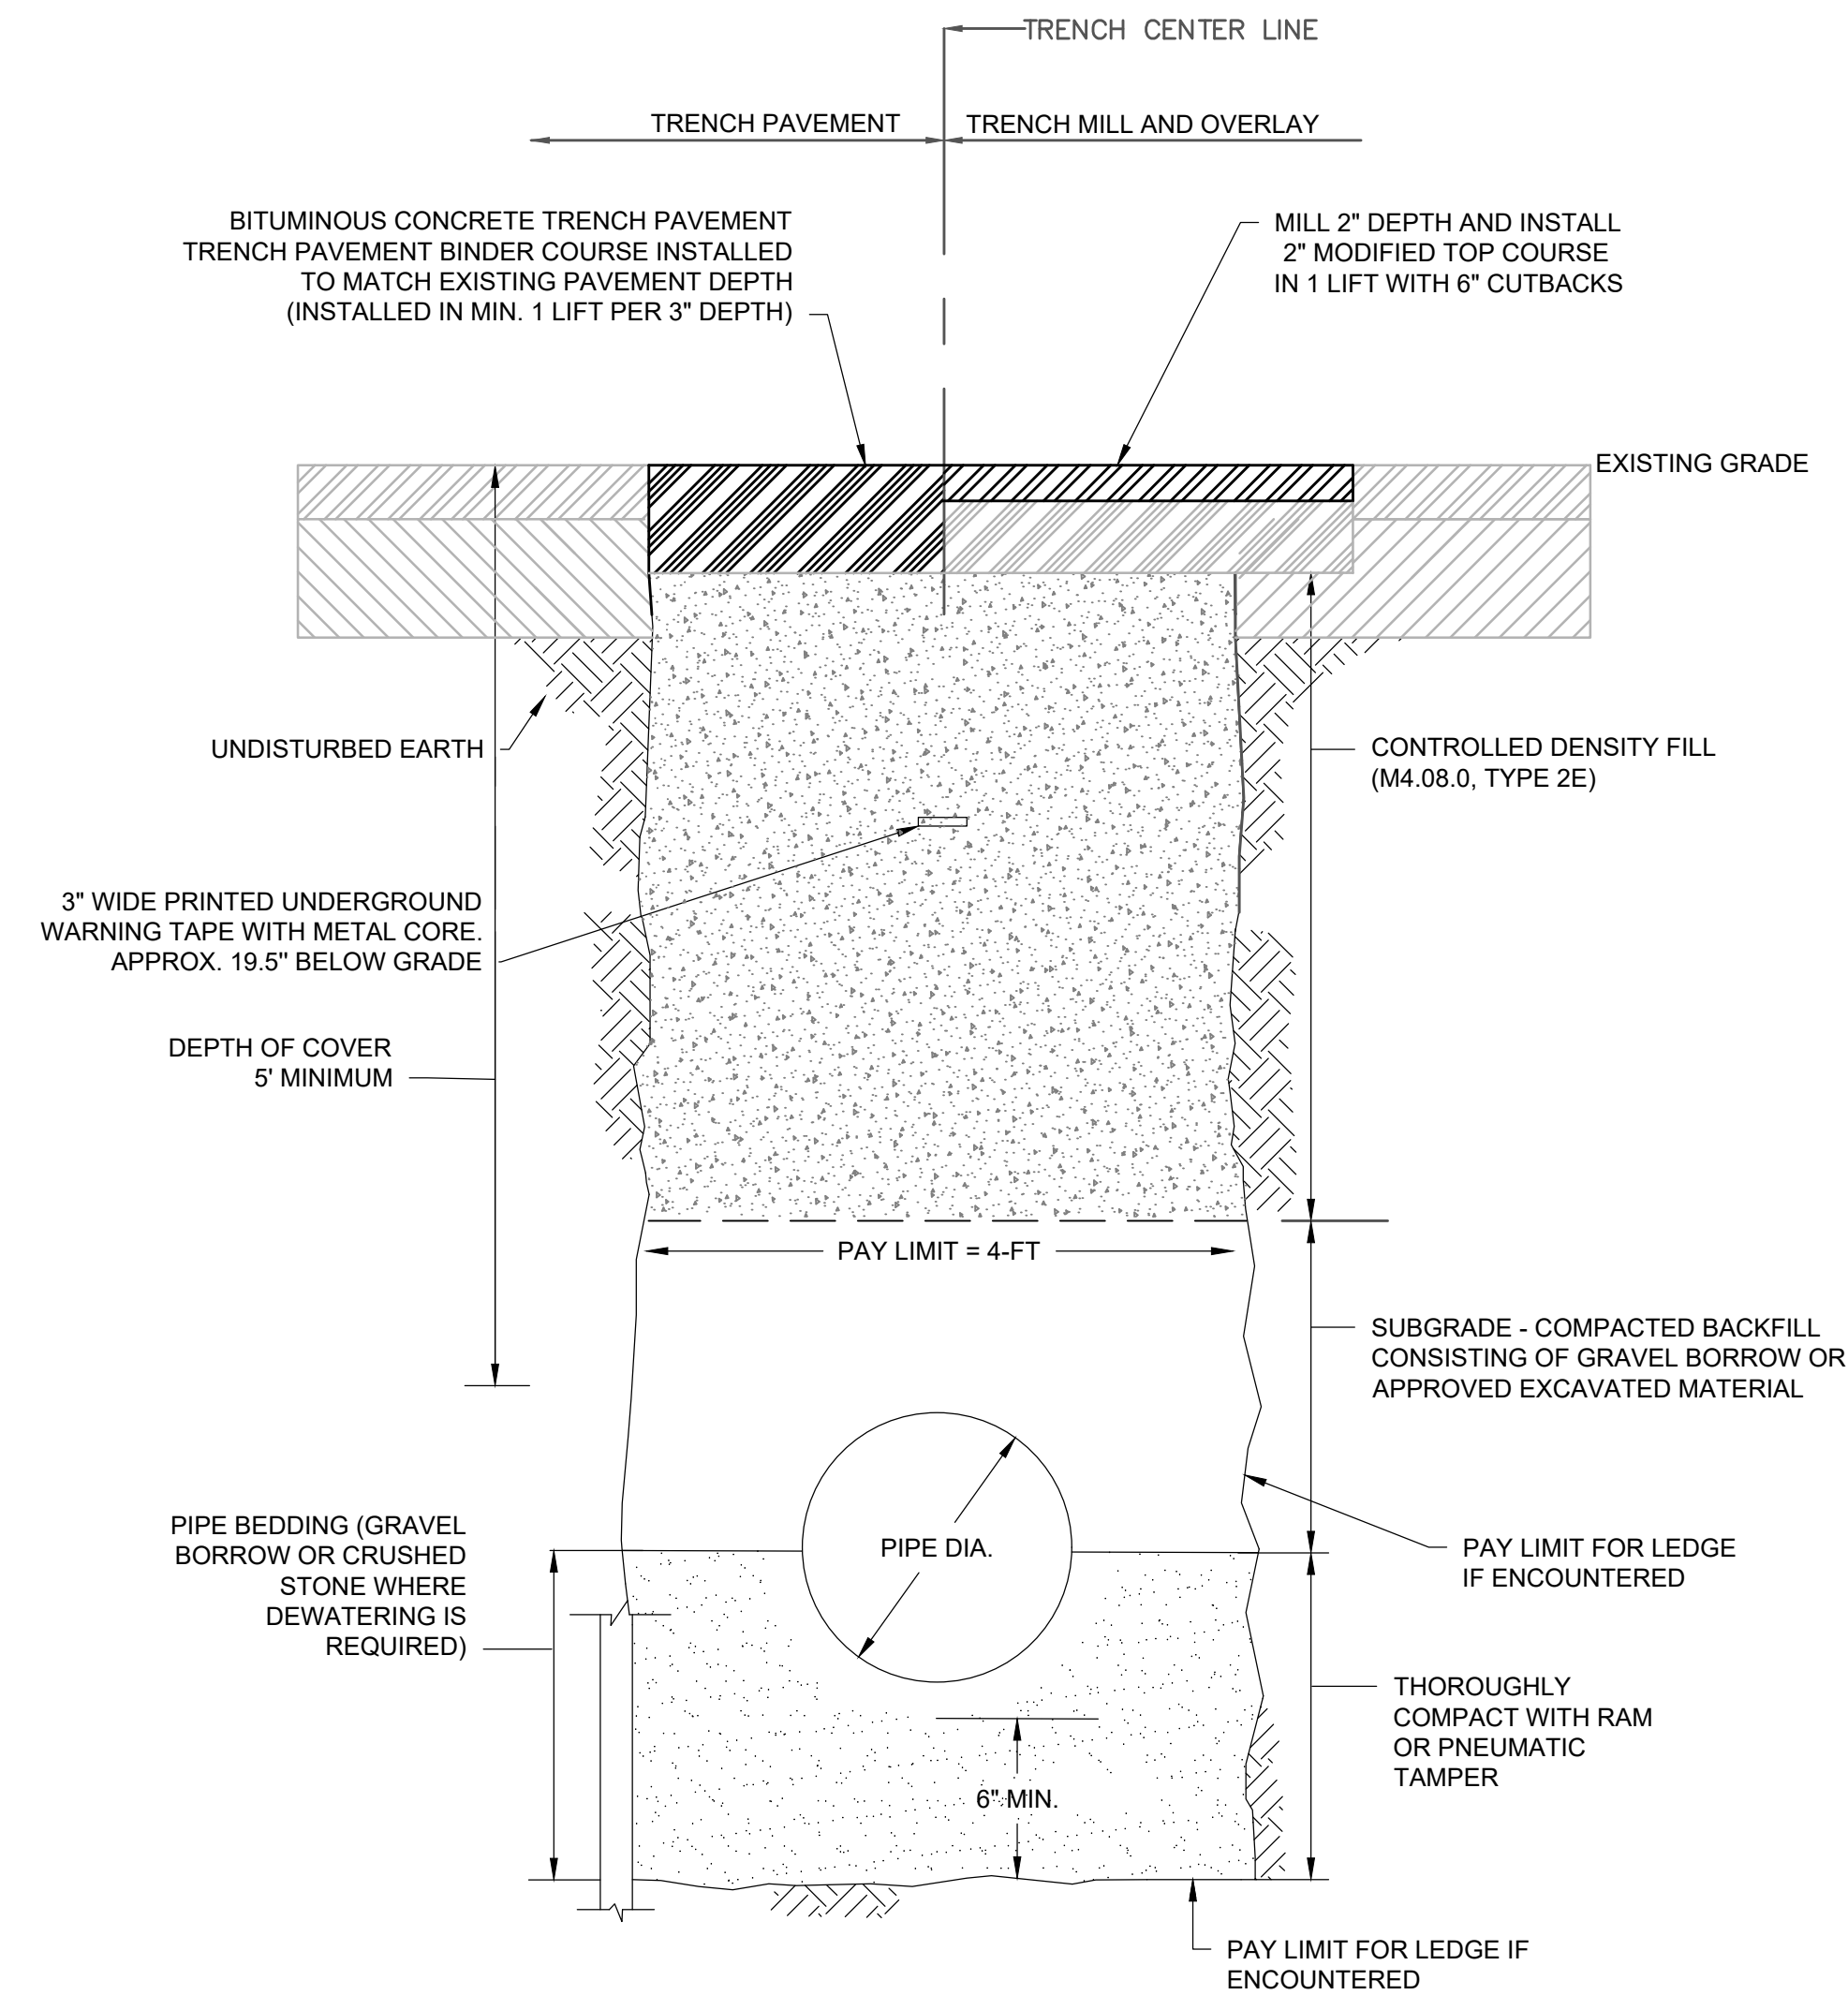 TRENCH CENTER LINE
TRENCH PAVEMENT
TRENCH MILL AND OVERLAY
BITUMINOUS CONCRETE TRENCH PAVEMENT
TRENCH PAVEMENT BINDER COURSE INSTALLED
TO MATCH EXISTING PAVEMENT DEPTH
(INSTALLED IN MIN. 1 LIFT PER 3" DEPTH)
MILL 2" DEPTH AND INSTALL
2" MODIFIED TOP COURSE
IN 1 LIFT WITH 6" CUTBACKS
EXISTING GRADE
UNDISTURBED EARTH
CONTROLLED DENSITY FILL
(M4.08.0, TYPE 2E)
3" WIDE PRINTED UNDERGROUND
WARNING TAPE WITH METAL CORE.
APPROX. 19.5" BELOW GRADE
DEPTH OF COVER
5' MINIMUM
PAY LIMIT = 4-FT
SUBGRADE - COMPACTED BACKFILL
CONSISTING OF GRAVEL BORROW OR
APPROVED EXCAVATED MATERIAL
PIPE BEDDING (GRAVEL
BORROW OR CRUSHED
STONE WHERE
DEWATERING IS
REQUIRED)
PIPE DIA.
PAY LIMIT FOR LEDGE
IF ENCOUNTERED
THOROUGHLY
COMPACT WITH RAM
OR PNEUMATIC
TAMPER
6" MIN.
PAY LIMIT FOR LEDGE IF
ENCOUNTERED